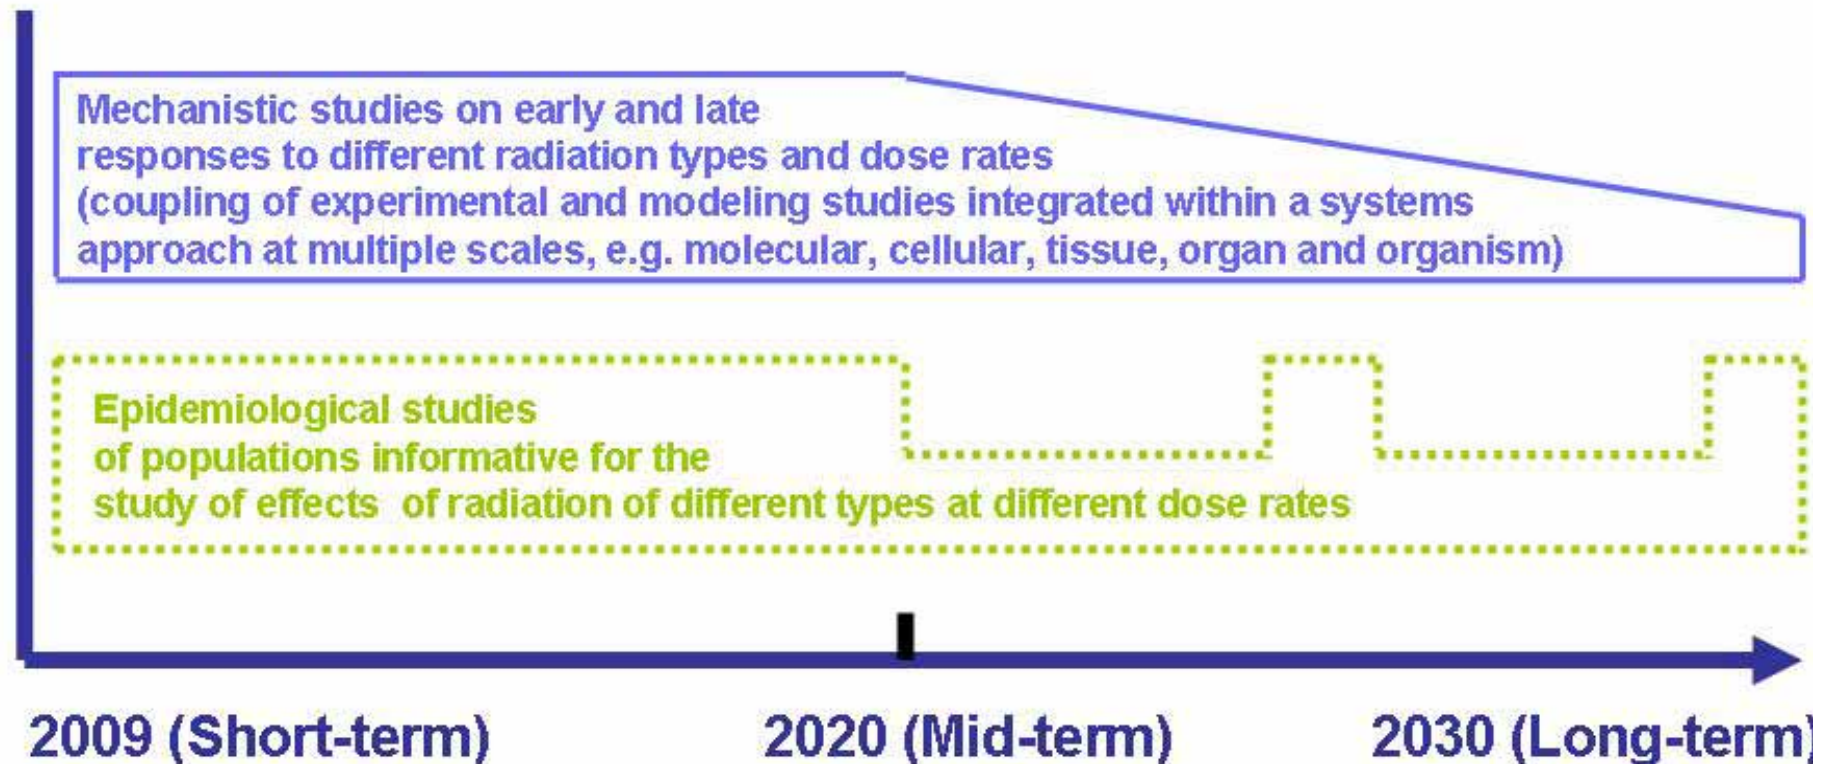 Mechanistic studies on early and late
responses to different radiation types and dose rates
(coupling of experimental and modeling studies integrated within a systems
approach at multiple scales, e.g. molecular, cellular, tissue, organ and organism)
Epidemiological studies
of populations informative for the
study of effects of radiation of different types at different dose rates
2009 (Short-term)
2020 (Mid-term)
2030 (Long-term)